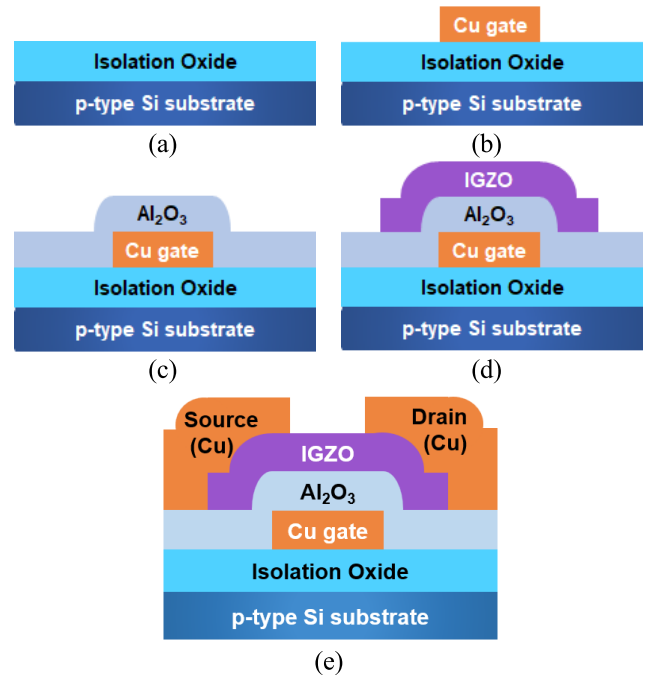 Isolation Oxide
p-type Si substrate
(a)
Cu gate
Isolation Oxide
p-type Si substrate
(b)
Al₂O₃
Cu gate
Isolation Oxide
p-type Si substrate
(c)
IGZO
Al₂O₃
Cu gate
Isolation Oxide
p-type Si substrate
(d)
Source
(Cu)
Drain
(Cu)
IGZO
Al₂O₃
Cu gate
Isolation Oxide
p-type Si substrate
(e)